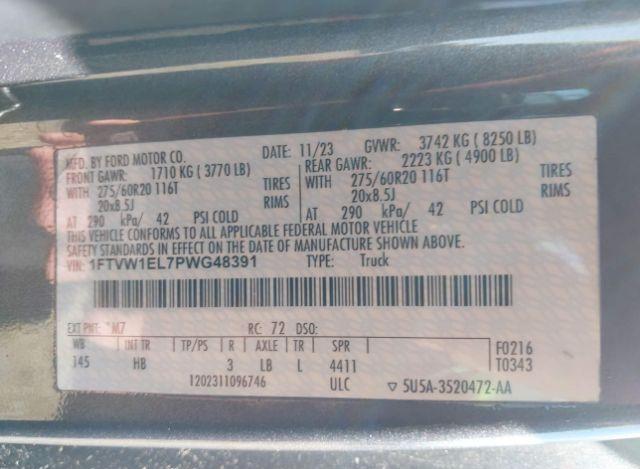 MFD. BY FORD MOTOR CO. DATE: 11/23 GVWR: 3742 KG ( 8250 LB)
FRONT GAWR: 1710 KG ( 3770 LB) REAR GAWR: 2223 KG ( 4900 LB)
WITH 275/60R20 116T TIRES WITH 275/60R20 116T TIRES
20x8.5J RIMS 20x8.5J RIMS
AT 290 kPa/ 42 PSI COLD AT 290 kPa/ 42 PSI COLD
THIS VEHICLE CONFORMS TO ALL APPLICABLE FEDERAL MOTOR VEHICLE
SAFETY STANDARDS IN EFFECT ON THE DATE OF MANUFACTURE SHOWN ABOVE.
VIN: 1FTVW1EL7PWG48391 TYPE: Truck
EXT PNT: M7 RC: 72 DSO:
WB INT TR TP/PS R AXLE TR SPR F0216
145 HB 3 LB L 4411 T0343
1202311096746 ULC 5U5A-3520472-AA